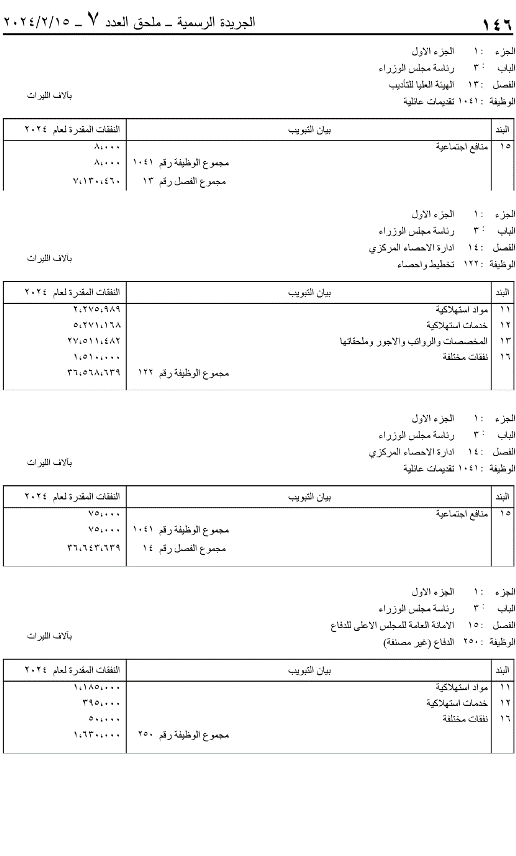 ١٤٦ الجريدة الرسمية – ملحق العدد ٧ – ٢٠٢٤/٢/١٥
الجزء : ١ الجزء الاول
الباب : ٣ رئاسة مجلس الوزراء
الفصل : ١٣ الهيئة العليا للتأديب
الوظيفة : ١٠٤١ تقديمات عائلية
بآلاف الليرات
البند بيان التبويب النفقات المقدرة لعام ٢٠٢٤
١٥ منافع اجتماعية ٨،٠٠٠
مجموع الوظيفة رقم ١٠٤١ ٨،٠٠٠
مجموع الفصل رقم ١٣ ٧،١٣٠،٤٦٠
الجزء : ١ الجزء الاول
الباب : ٣ رئاسة مجلس الوزراء
الفصل : ١٤ ادارة الاحصاء المركزي
الوظيفة : ١٢٢ تخطيط واحصاء
بآلاف الليرات
البند بيان التبويب النفقات المقدرة لعام ٢٠٢٤
١١ مواد استهلاكية ٢،٢٧٥،٩٨٩
١٢ خدمات استهلاكية ٥،٢٧١،١٦٨
١٣ المخصصات والرواتب والاجور وملحقاتها ٢٧،٥١١،٤٨٢
١٦ نفقات مختلفة ١،٥١٠،٠٠٠
مجموع الوظيفة رقم ١٢٢ ٣٦،٥٦٨،٦٣٩
الجزء : ١ الجزء الاول
الباب : ٣ رئاسة مجلس الوزراء
الفصل : ١٤ ادارة الاحصاء المركزي
الوظيفة : ١٠٤١ تقديمات عائلية
بآلاف الليرات
البند بيان التبويب النفقات المقدرة لعام ٢٠٢٤
١٥ منافع اجتماعية ٧٥،٠٠٠
مجموع الوظيفة رقم ١٠٤١ ٧٥،٠٠٠
مجموع الفصل رقم ١٤ ٣٦،٦٤٣،٦٣٩
الجزء : ١ الجزء الاول
الباب : ٣ رئاسة مجلس الوزراء
الفصل : ١٥ الامانة العامة للمجلس الاعلى للدفاع
الوظيفة : ٢٥٠ الدفاع (غير مصنفة)
بآلاف الليرات
البند بيان التبويب النفقات المقدرة لعام ٢٠٢٤
١١ مواد استهلاكية ١،١٨٥،٠٠٠
١٢ خدمات استهلاكية ٣٩٥،٠٠٠
١٦ نفقات مختلفة ٥٠،٠٠٠
مجموع الوظيفة رقم ٢٥٠ ١،٦٣٠،٠٠٠